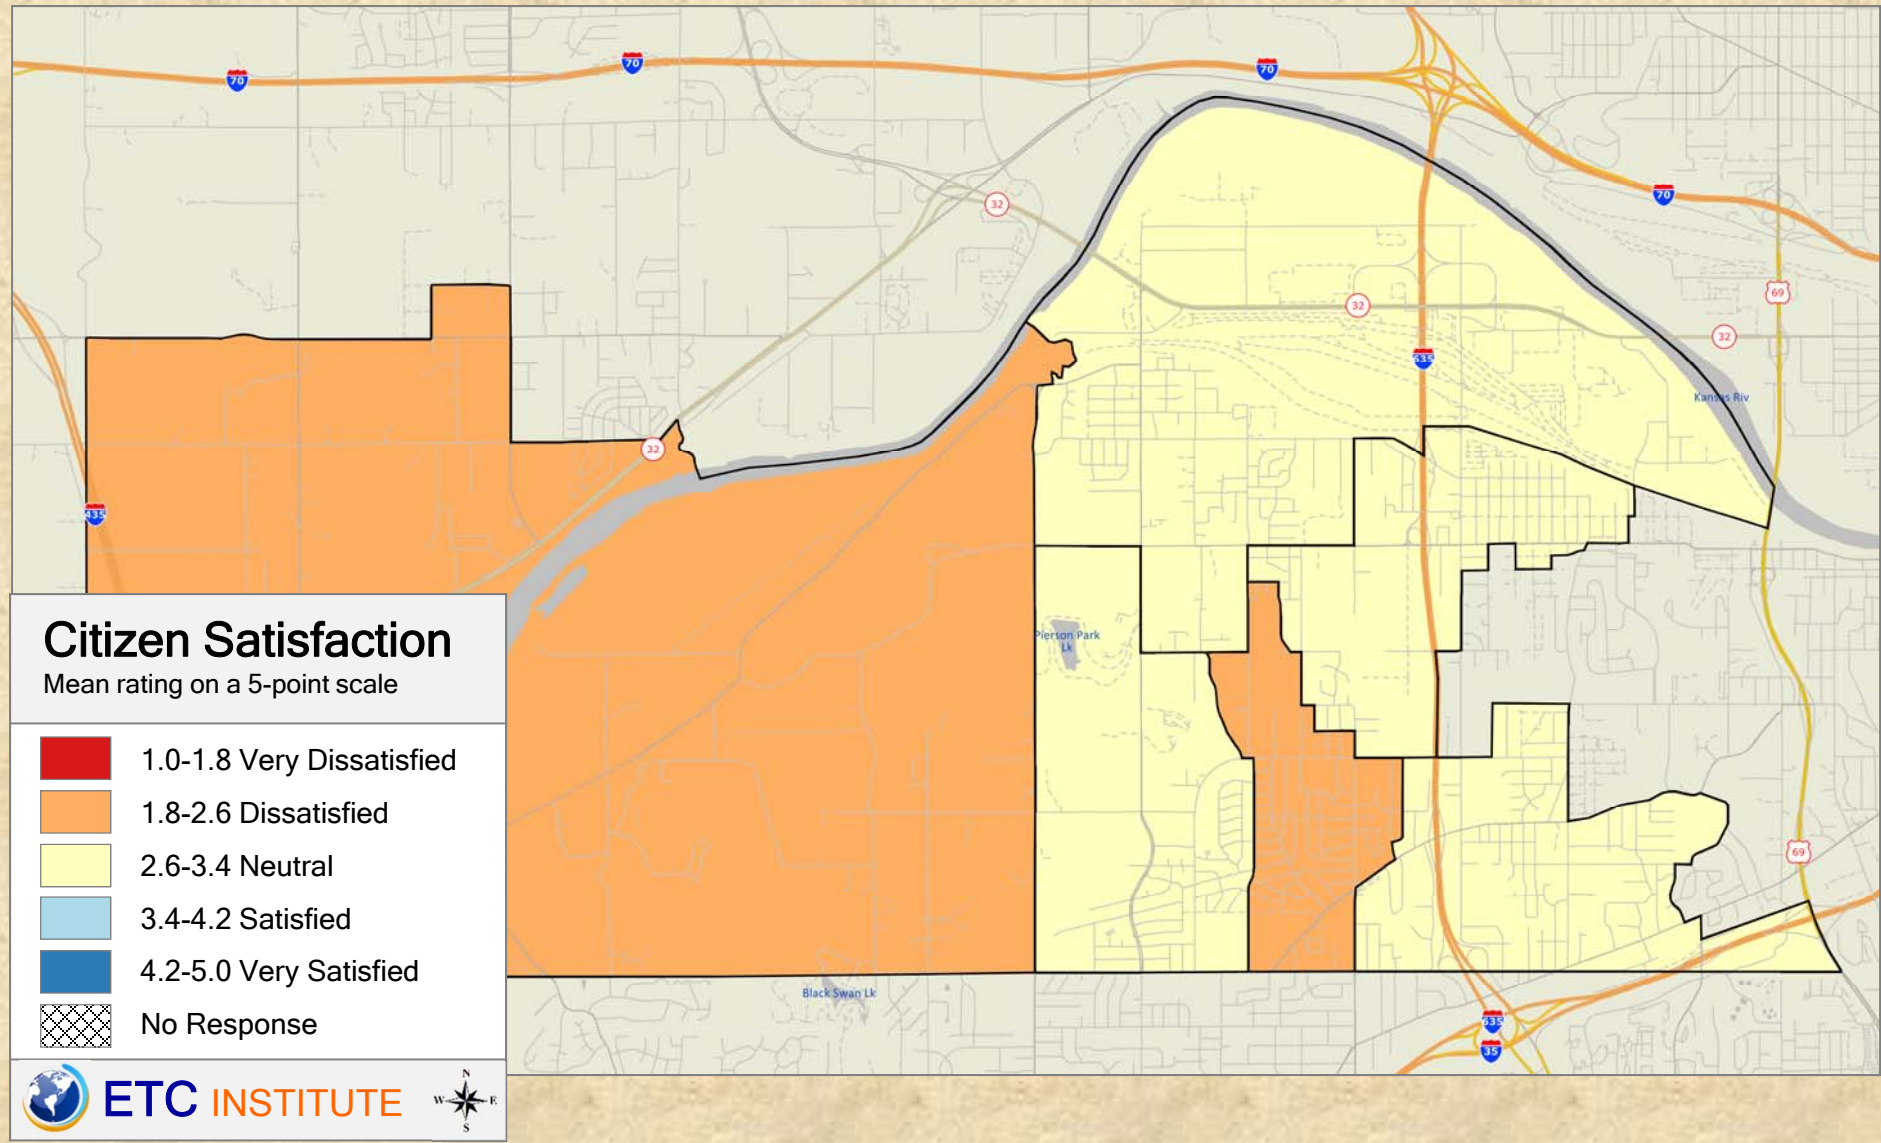 70
70
70
70
32
69
32
32
635
Kansas Riv
32
435
Pierson Park
Lk
69
Black Swan Lk
635
35
Citizen Satisfaction
Mean rating on a 5-point scale
1.0-1.8 Very Dissatisfied
1.8-2.6 Dissatisfied
2.6-3.4 Neutral
3.4-4.2 Satisfied
4.2-5.0 Very Satisfied
No Response
ETC INSTITUTE
N
W E
S